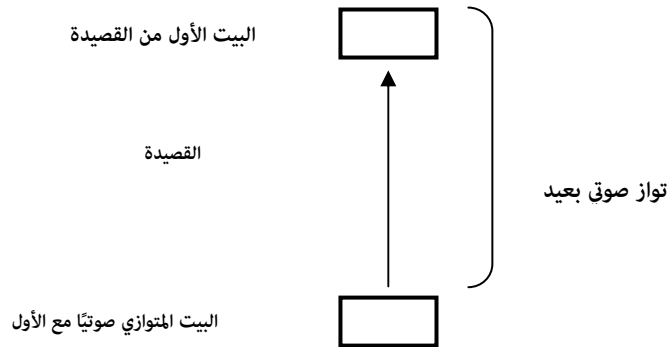 البيت الأول من القصيدة
القصيدة
تواز صوتي بعيد
البيت المتوازي صوتيًا مع الأول